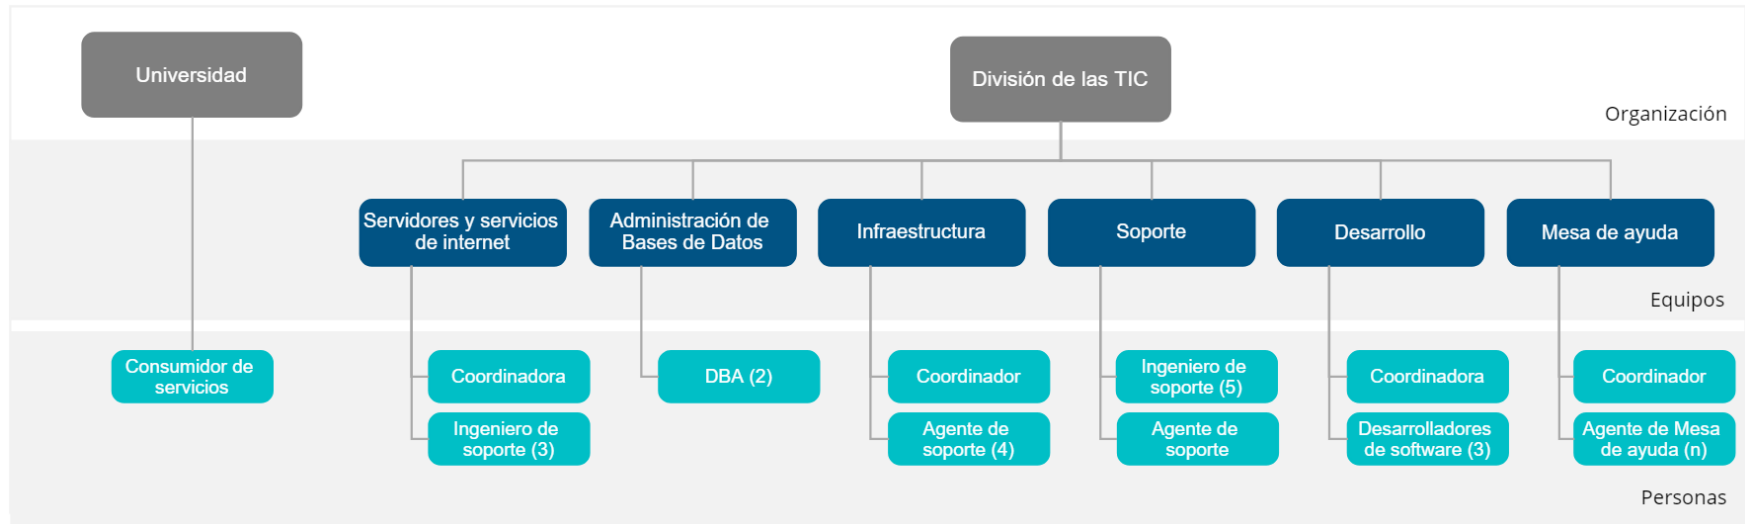 Universidad
División de las TIC
Organización
Servidores y servicios
de internet
Administración de
Bases de Datos
Infraestructura
Soporte
Desarrollo
Mesa de ayuda
Equipos
Consumidor de
servicios
Coordinadora
DBA (2)
Coordinador
Ingeniero de
soporte (5)
Coordinadora
Coordinador
Ingeniero de
soporte (3)
Agente de
soporte (4)
Agente de
soporte
Desarrolladores
de software (3)
Agente de Mesa
de ayuda (n)
Personas